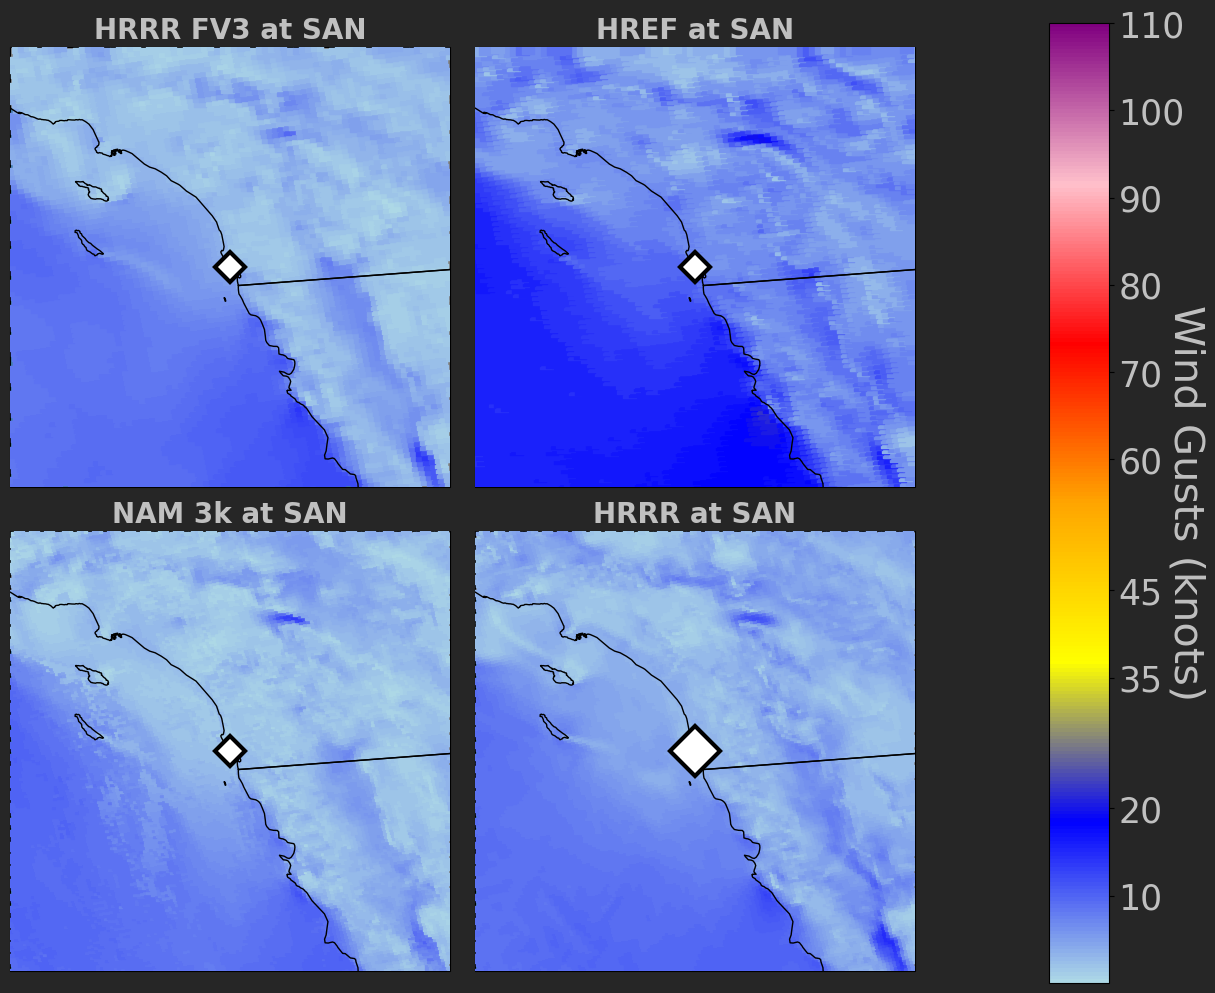 HRRR FV3 at SAN
HREF at SAN
NAM 3k at SAN
HRRR at SAN
110
100
90
80
70
60
45
35
20
10
Wind Gusts (knots)